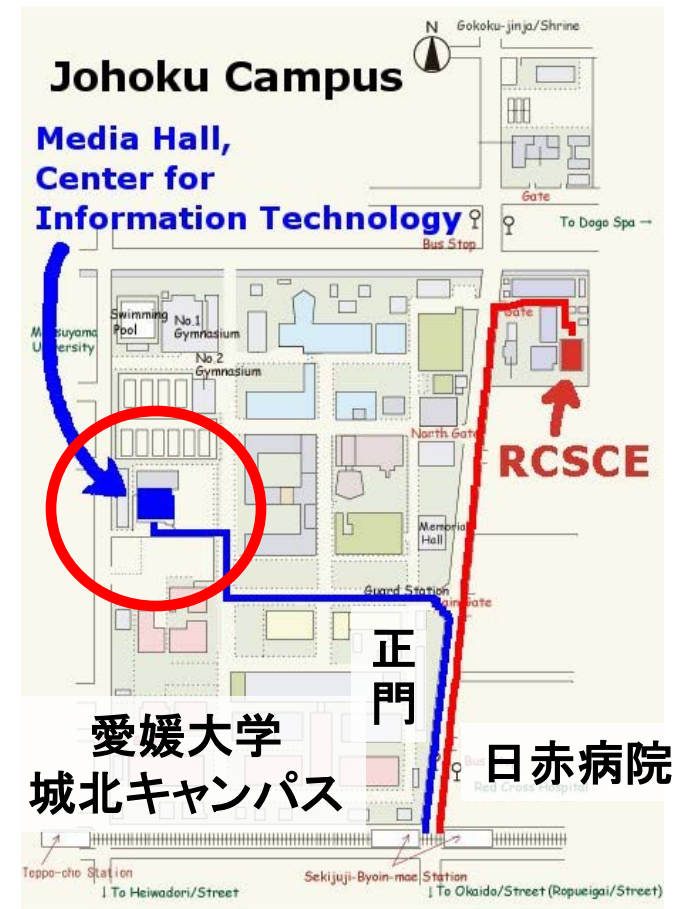 N
Gokoku-jinja/Shrine
Johoku Campus
Media Hall,
Center for
Information Technology
Gate
To Dogo Spa →
Bus Stop
Swimming
Pool
No.1
Gymnasium
Matsuyama
University
No.2
Gymnasium
Gate
North Gate
RCSCE
Memorial
Hall
Guard Station
Main Gate
正
門
愛媛大学
城北キャンパス
日赤病院
Bus
Red Cross Hospital
Teppo-cho Station
Sekijuji-Byoin-mae Station
↓To Heiwadori/Street
↓To Okaido/Street (Ropueigai/Street)